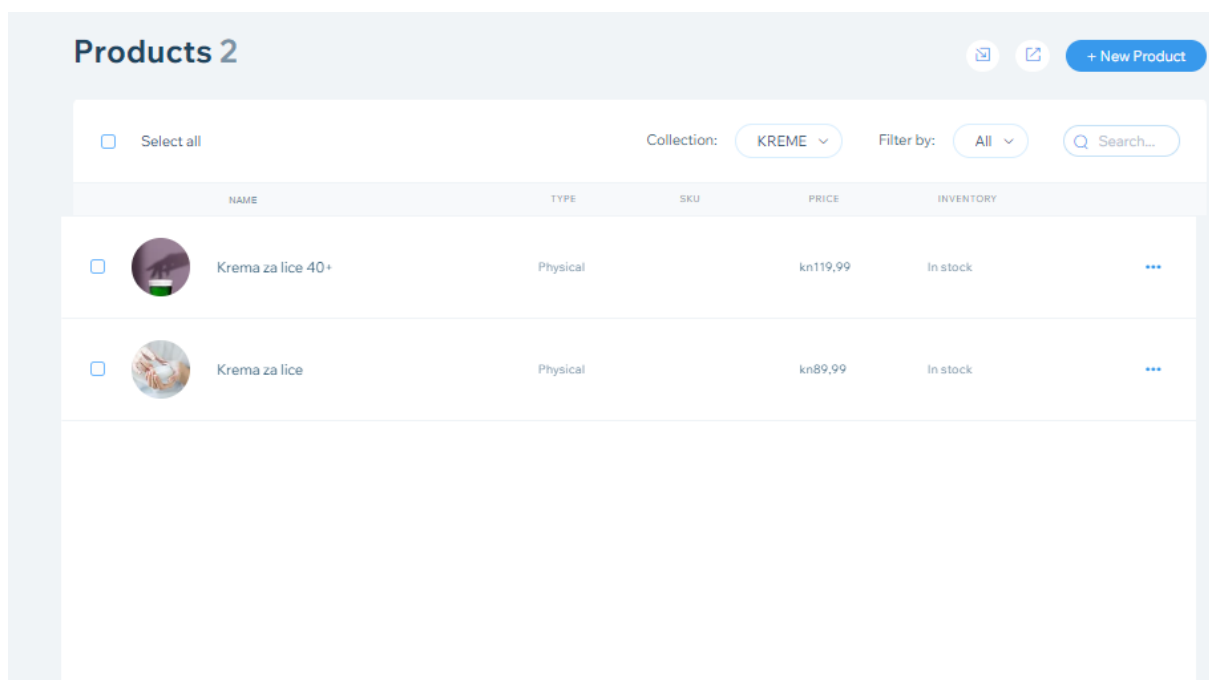 Products 2
+ New Product
Select all
Collection: KREME Filter by: All Search...
NAME TYPE SKU PRICE INVENTORY
Krema za lice 40+ Physical kn119,99 In stock
Krema za lice Physical kn89,99 In stock